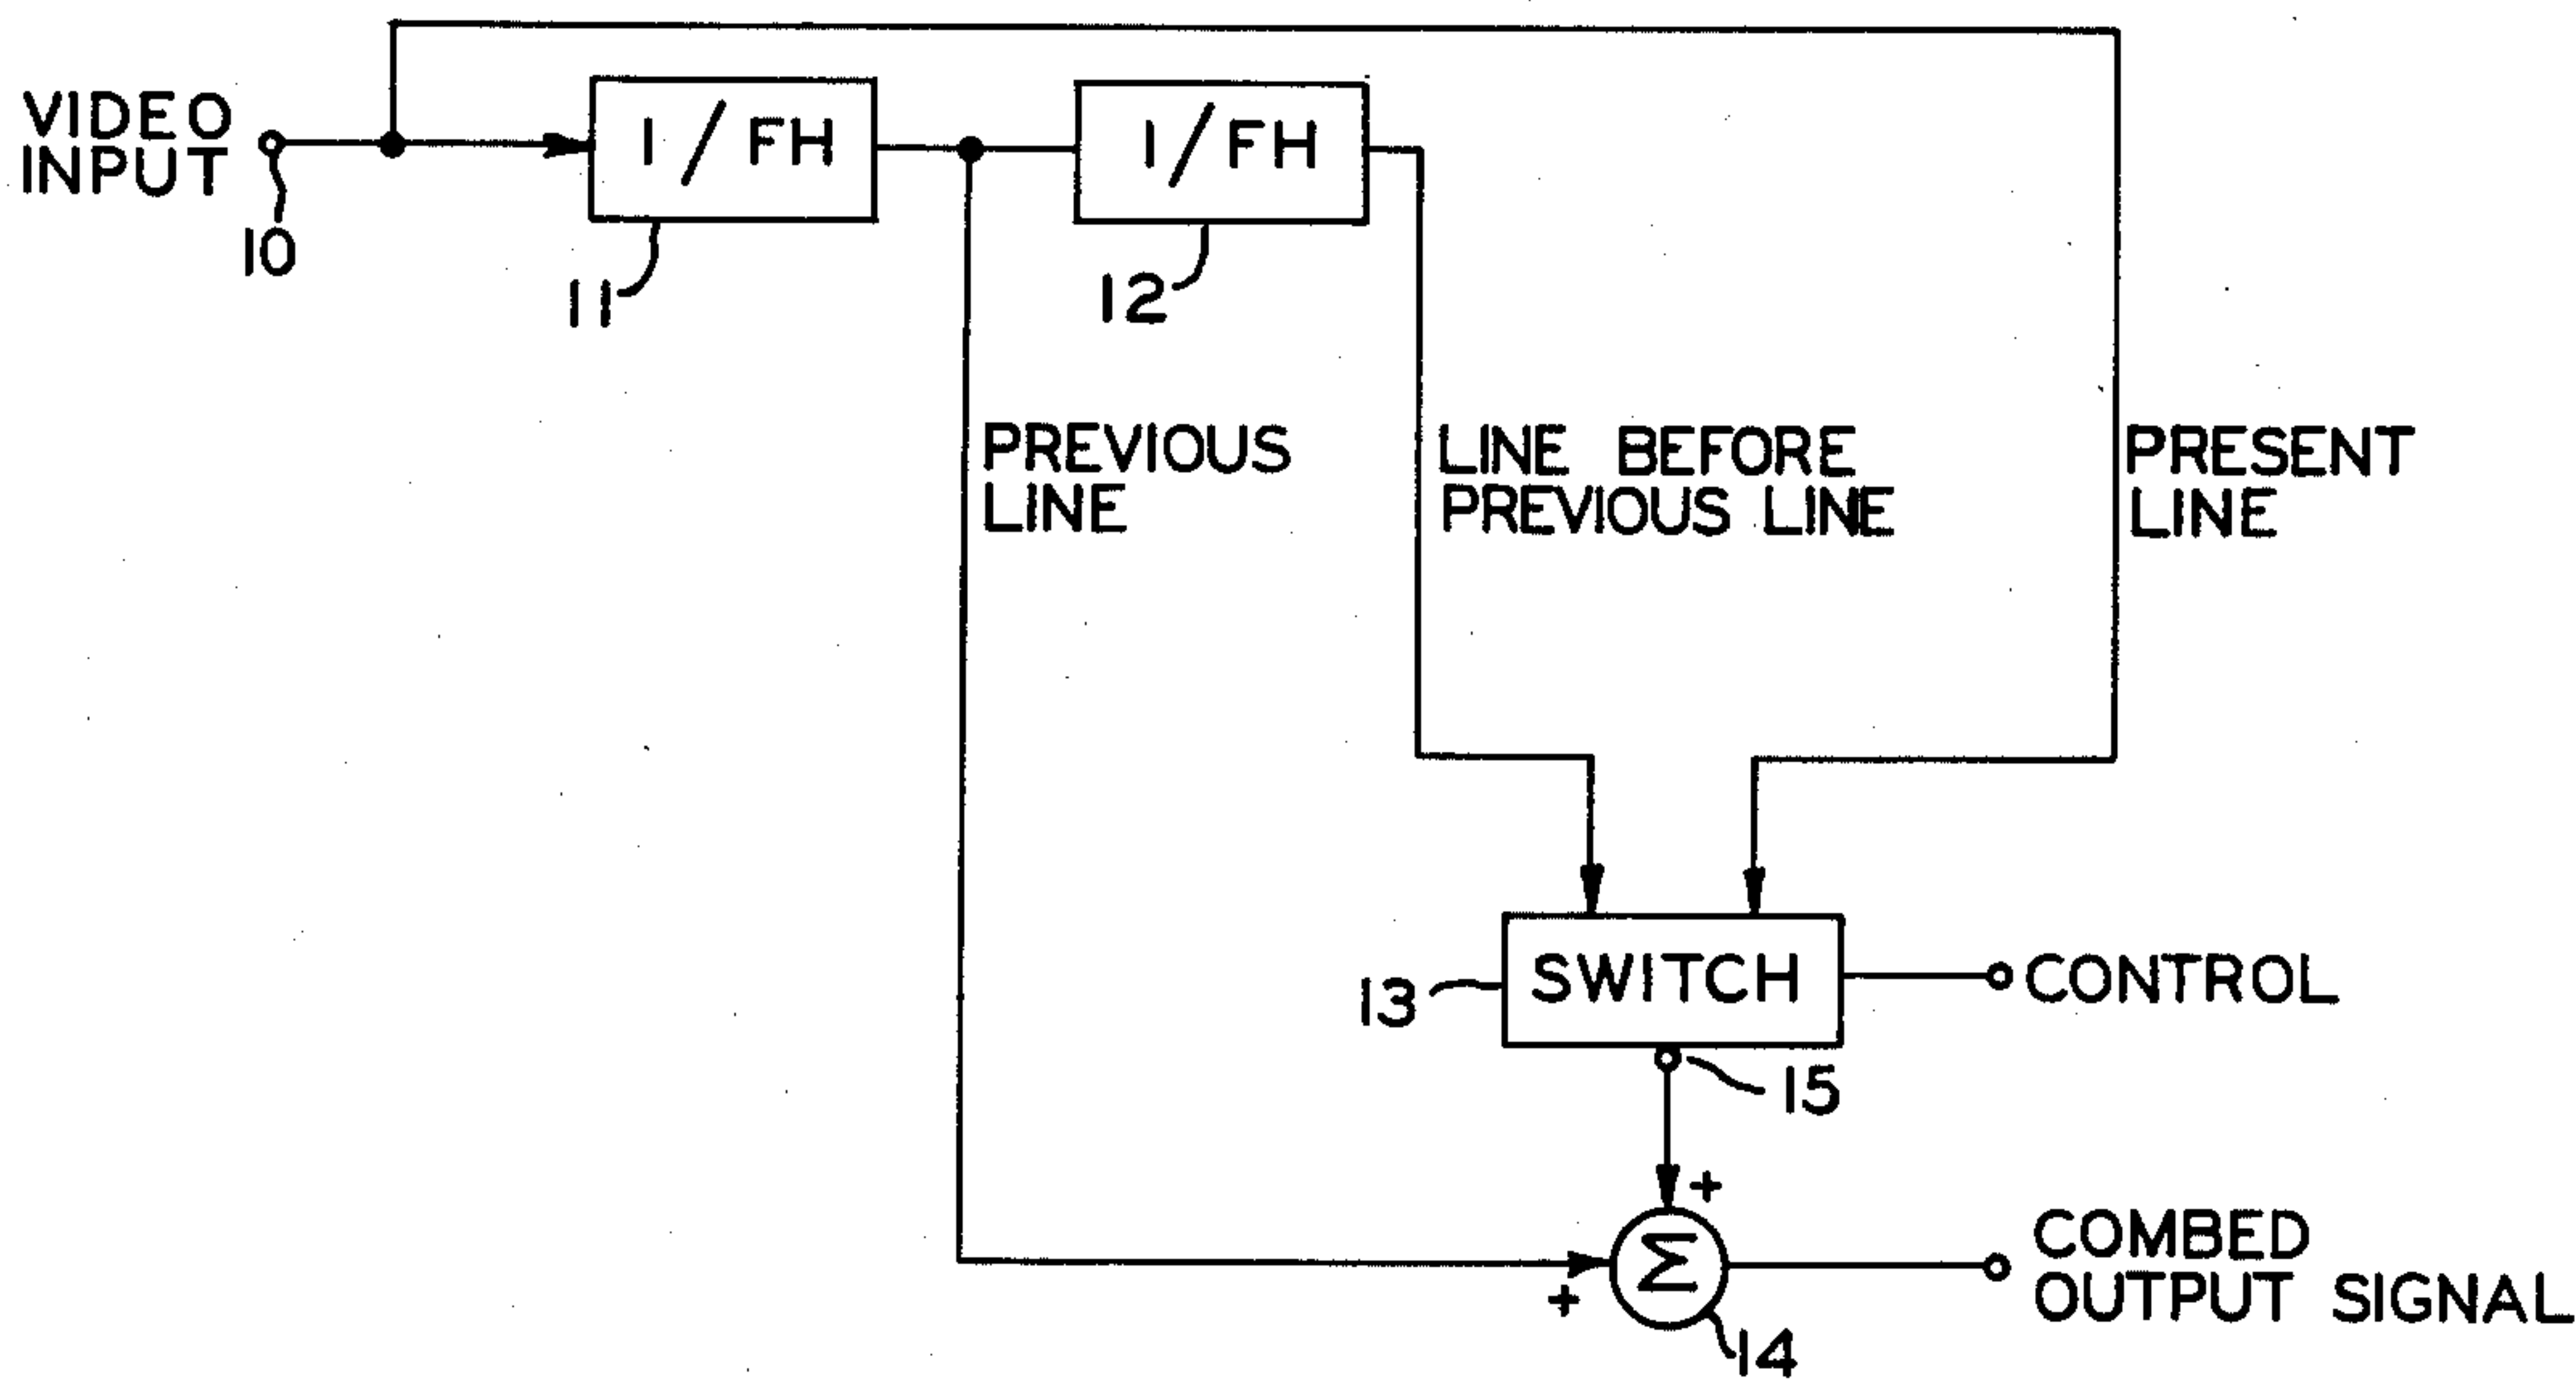 VIDEO
INPUT
10
1/FH
11
1/FH
12
PREVIOUS
LINE
LINE BEFORE
PREVIOUS LINE
PRESENT
LINE
13
SWITCH
CONTROL
15
+
+
Σ
14
COMBED
OUTPUT SIGNAL